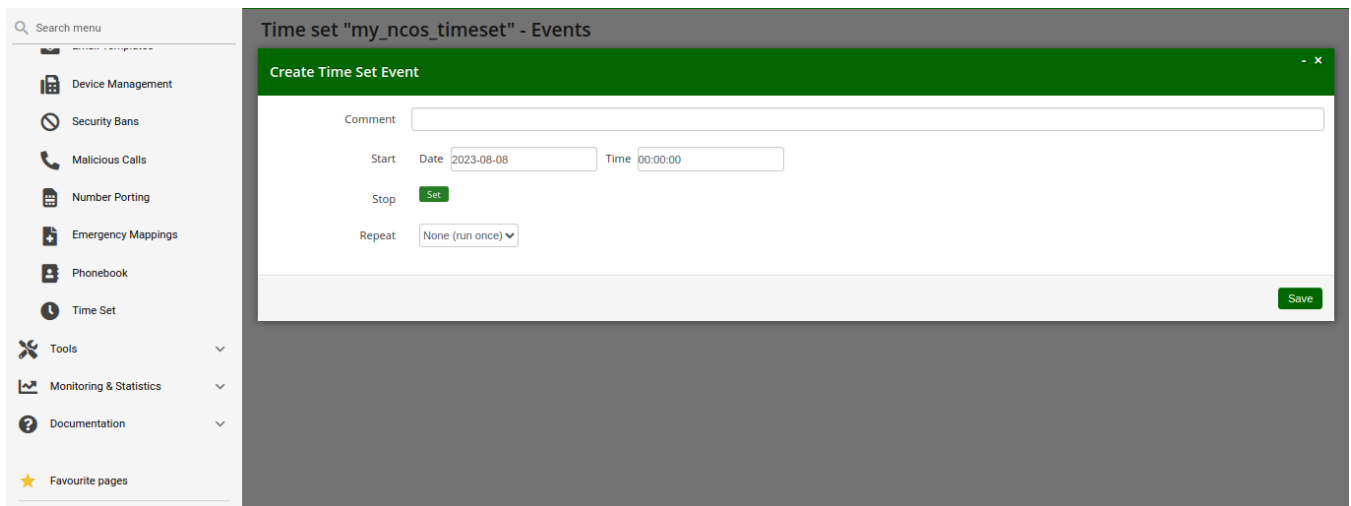 Search menu
Time set "my_ncos_timeset" - Events
Email Templates
Create Time Set Event
- x
Device Management
Comment
Security Bans
Malicious Calls
Start Date 2023-08-08 Time 00:00:00
Number Porting
Stop Set
Emergency Mappings
Repeat None (run once)
Phonebook
Save
Time Set
Tools
Monitoring & Statistics
Documentation
Favourite pages